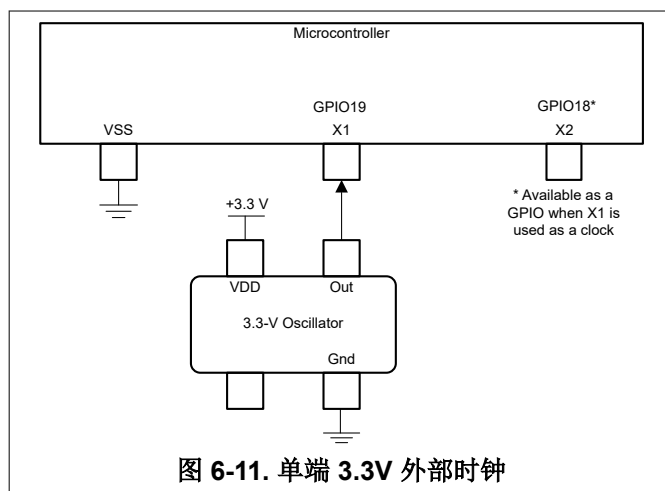 Microcontroller
GPIO19
GPIO18*
VSS
X1
X2
* Available as a
GPIO when X1 is
used as a clock
+3.3 V
VDD
Out
3.3-V Oscillator
Gnd
图 6-11. 单端 3.3V 外部时钟